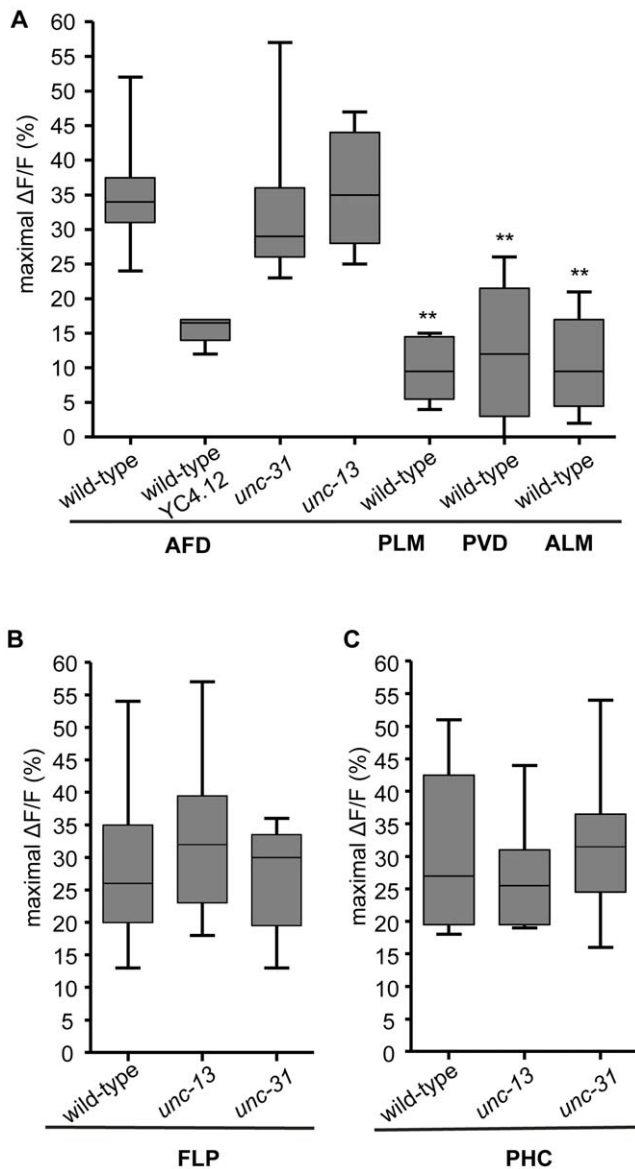 A
maximal ΔF/F (%)
60
55
50
45
40
35
30
25
20
15
10
5
0
**
**
**
wild-type
wild-type
YC4.12
unc-31
unc-13
wild-type
wild-type
wild-type
AFD
PLM
PVD
ALM
B
maximal ΔF/F (%)
60
55
50
45
40
35
30
25
20
15
10
5
0
wild-type
unc-13
unc-31
FLP
C
maximal ΔF/F (%)
60
55
50
45
40
35
30
25
20
15
10
5
0
wild-type
unc-13
unc-31
PHC